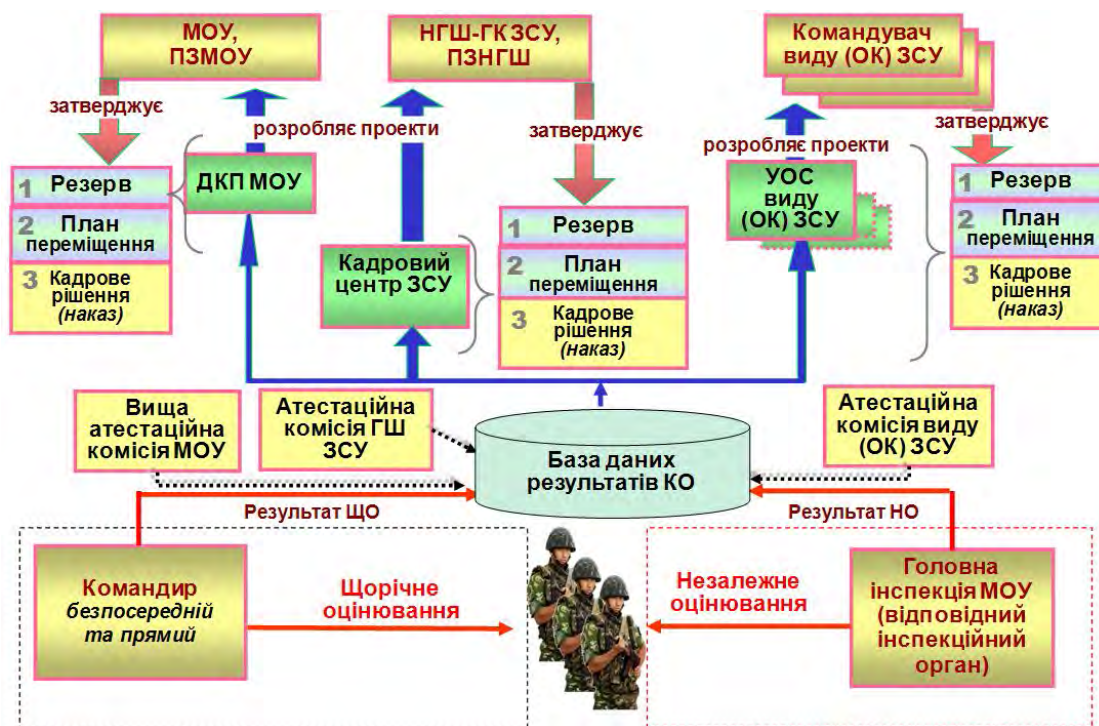 МОУ,
ПЗМОУ
НГШ-ГК ЗСУ,
ПЗНГШ
Командувач
виду (ОК) ЗСУ
затверджує
розробляє проекти
затверджує
розробляє проекти
затверджує
1 Резерв
2 План
переміщення
3 Кадрове
рішення
(наказ)
ДКП МОУ
Кадровий
центр ЗСУ
1 Резерв
2 План
переміщення
3 Кадрове
рішення
(наказ)
УОС
виду
(ОК) ЗСУ
1 Резерв
2 План
переміщення
3 Кадрове
рішення
(наказ)
Вища
атестаційна
комісія МОУ
Атестаційна
комісія ГШ
ЗСУ
База даних
результатів КО
Атестаційна
комісія виду
(ОК) ЗСУ
Результат ЩО
Результат НО
Командир
безпосередній
та прямий
Щорічне
оцінювання
Незалежне
оцінювання
Головна
інспекція МОУ
(відповідний
інспекційний
орган)